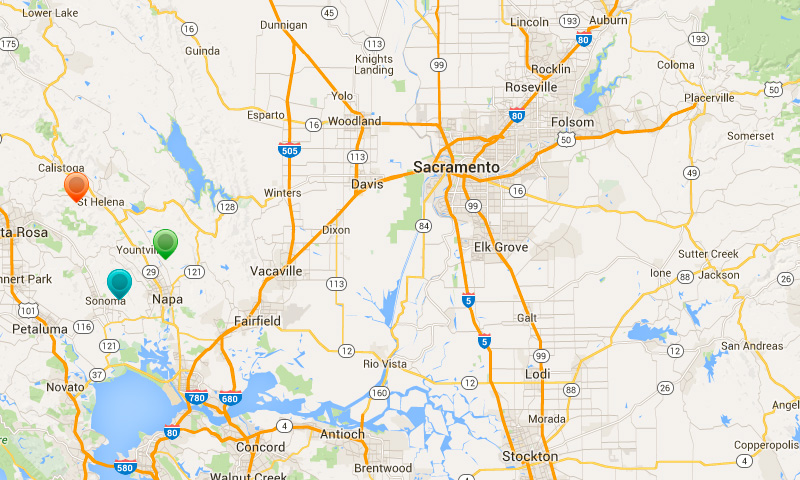 Lower Lake
Dunnigan
45
Lincoln
193
Auburn
175
16
Guinda
113
Knights
Landing
99
80
193
Rocklin
Coloma
Roseville
50
Yolo
Placerville
Esparto
16
Woodland
80
Folsom
Somerset
505
113
50
Calistoga
Sacramento
49
Davis
St Helena
Winters
128
16
99
ta Rosa
84
Dixon
Yountvill
Elk Grove
29
121
Vacaville
Sutter Creek
nnert Park
Ione
88
Jackson
26
113
Sonoma
Napa
5
101
Petaluma
116
Fairfield
Galt
5
121
12
99
12
San Andreas
37
Rio Vista
Lodi
Novato
12
88
26
160
780
680
Angel
Morada
80
4
Antioch
Concord
Copperopolis
Stockton
4
580
Brentwood
Walnut Creek